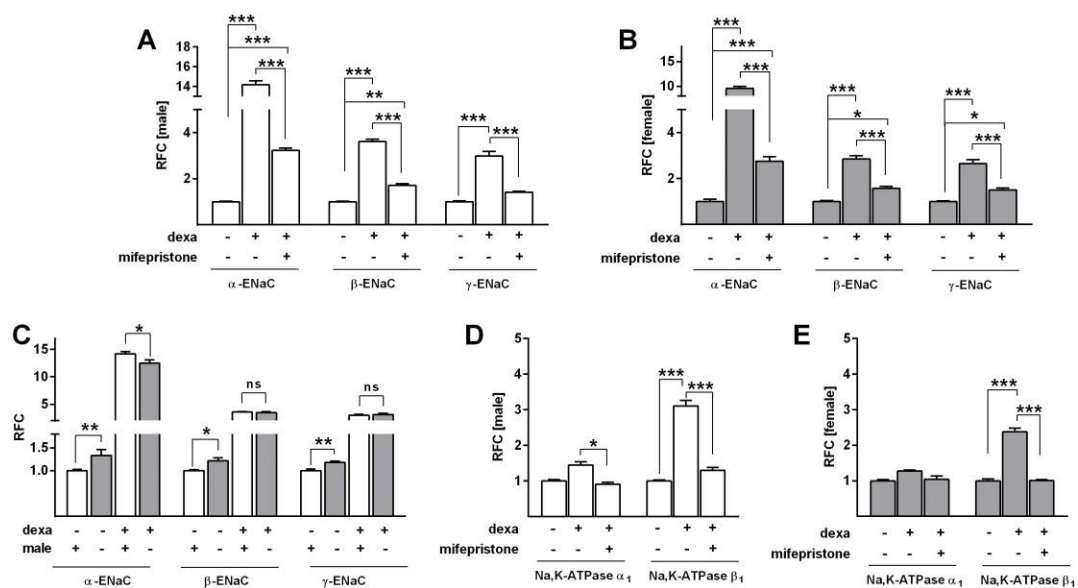 A
***
***
***
***
**
***
***
***
18
16
14
4
2
RFC [male]
dexa - + + - + + - + +
mifepristone - - + - - + - - +
α-ENaC β-ENaC γ-ENaC
B
***
***
***
***
*
***
***
*
***
15
10
5
4
2
RFC [female]
dexa - + + - + + - + +
mifepristone - - + - - + - - +
α-ENaC β-ENaC γ-ENaC
C
*
**
ns
*
ns
**
15
10
5
1.5
1.0
RFC
dexa - - + + - - + + - - + +
male + - + - + - + - + - + -
α-ENaC β-ENaC γ-ENaC
D
***
***
*
5
4
3
2
1
RFC [male]
dexa - + + - + +
mifepristone - - + - - +
Na,K-ATPase α1 Na,K-ATPase β1
E
***
***
5
4
3
2
1
RFC [female]
dexa - + + - + +
mifepristone - - + - - +
Na,K-ATPase α1 Na,K-ATPase β1